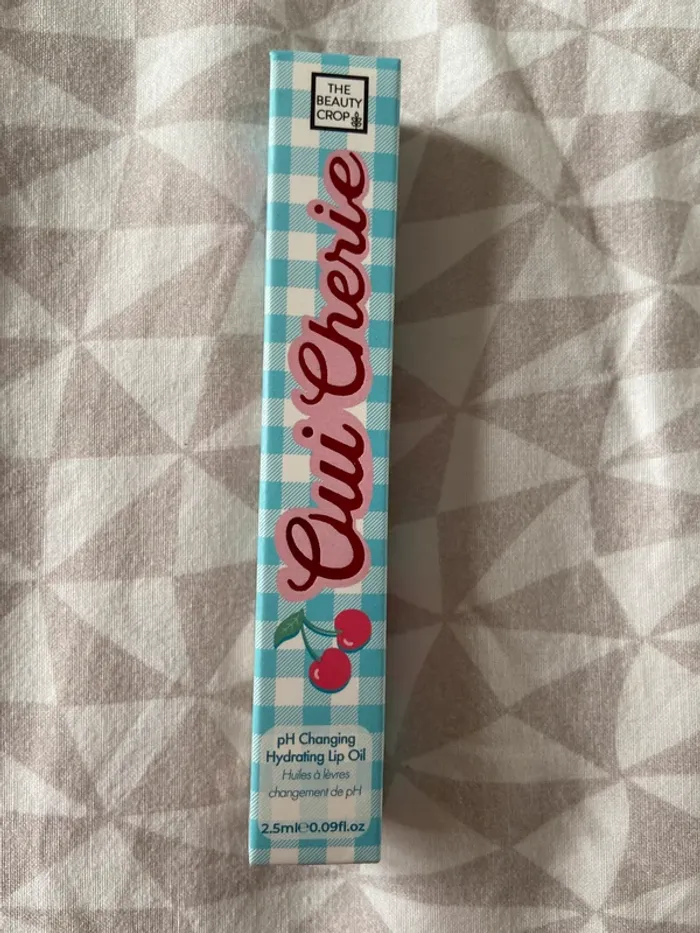 THE
BEAUTY
CROP
Oui Cherie
pH Changing
Hydrating Lip Oil
Huiles à lèvres
changement de pH
2.5ml℮0.09fl.oz